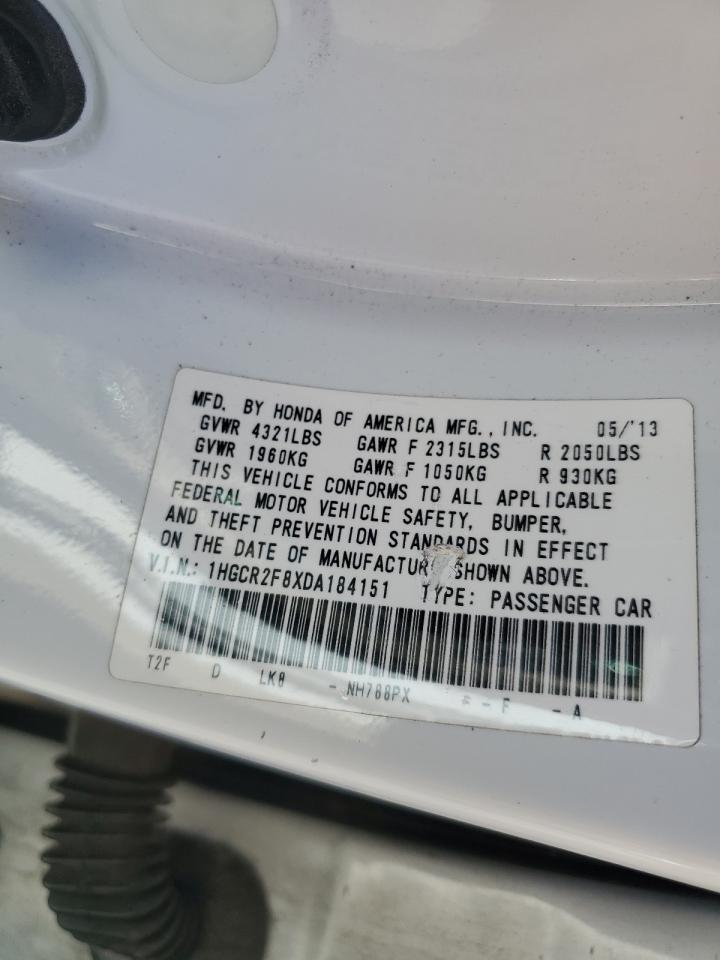 MFD. BY HONDA OF AMERICA MFG., INC. 05/'13
GVWR 4321LBS GAWR F 2315LBS R 2050LBS
GVWR 1960KG GAWR F 1050KG R 930KG
THIS VEHICLE CONFORMS TO ALL APPLICABLE
FEDERAL MOTOR VEHICLE SAFETY, BUMPER,
AND THEFT PREVENTION STANDARDS IN EFFECT
ON THE DATE OF MANUFACTURE SHOWN ABOVE.
V.I.N.: 1HGCR2F8XDA184151 TYPE: PASSENGER CAR
T2F D LK8 - NH788PX - F - A